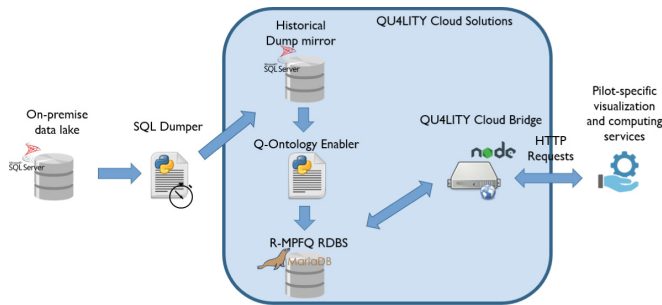 QU4LITY Cloud Solutions
Historical
Dump mirror
SQL Server
On-premise
data lake
SQL Server
SQL Dumper
Q-Ontology Enabler
QU4LITY Cloud Bridge
node
HTTP
Requests
Pilot-specific
visualization
and computing
services
R-MPFQ RDBS
MariaDB